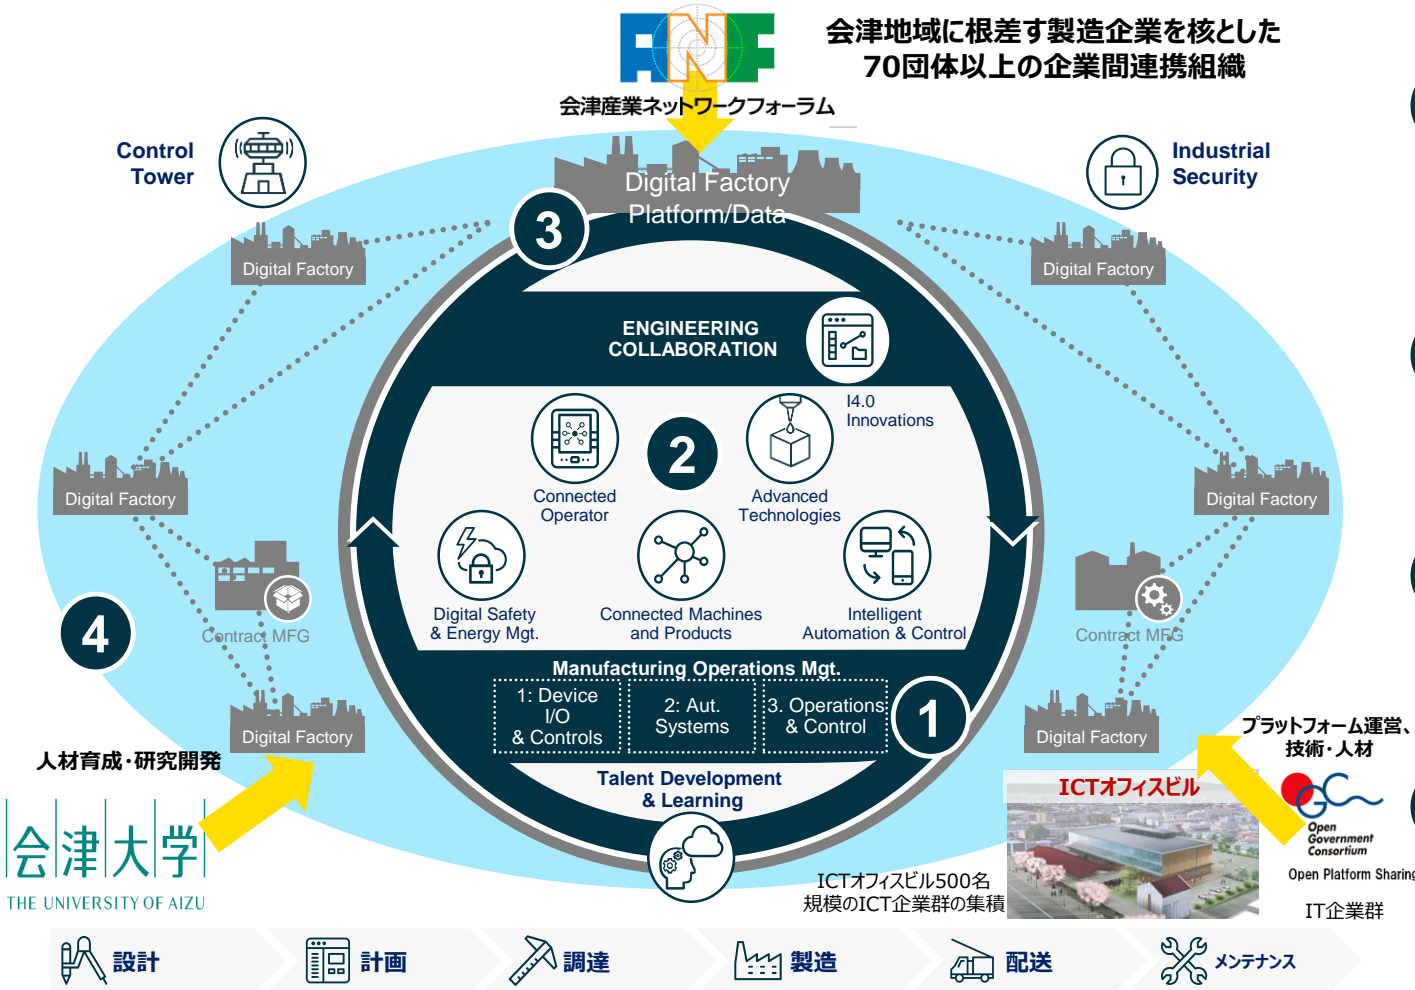 会津地域に根差す製造企業を核とした
70団体以上の企業間連携組織
ANF
会津産業ネットワークフォーラム
Control
Tower
Industrial
Security
Digital Factory
Platform/Data
3
Digital Factory
Digital Factory
ENGINEERING
COLLABORATION
I4.0
Innovations
2
Connected
Operator
Advanced
Technologies
Digital Factory
Digital Factory
Digital Safety
& Energy Mgt.
Connected Machines
and Products
Intelligent
Automation & Control
4
Contract MFG
Contract MFG
Manufacturing Operations Mgt.
1: Device
I/O
& Controls
2: Aut.
Systems
3. Operations
& Control
1
Digital Factory
Digital Factory
人材育成・研究開発
プラットフォーム運営、
技術・人材
Talent Development
& Learning
ICTオフィスビル
会津大学
THE UNIVERSITY OF AIZU
OGC
Open
Government
Consortium
Open Platform Sharing
ICTオフィスビル500名
規模のICT企業群の集積
IT企業群
設計
計画
調達
製造
配送
メンテナンス